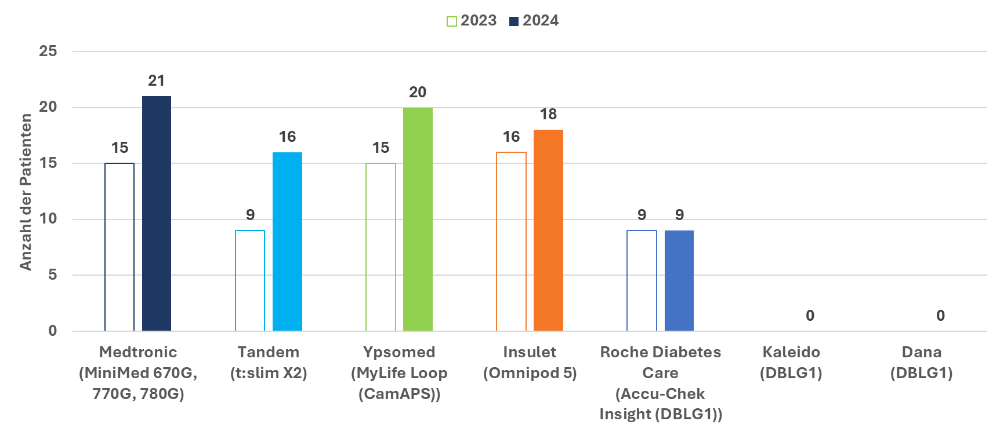 2023 2024
25
20
15
10
5
0
Anzahl der Patienten
15 21
9 16
15 20
16 18
9 9
0
0
Medtronic
(MiniMed 670G,
770G, 780G)
Tandem
(t:slim X2)
Ypsomed
(MyLife Loop
(CamAPS))
Insulet
(Omnipod 5)
Roche Diabetes
Care
(Accu-Chek
Insight (DBLG1))
Kaleido
(DBLG1)
Dana
(DBLG1)